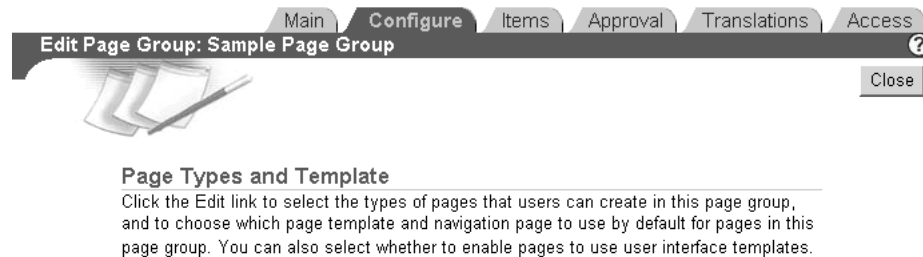 Main Configure Items Approval Translations Access
Edit Page Group: Sample Page Group ?
Close
Page Types and Template
Click the Edit link to select the types of pages that users can create in this page group,
and to choose which page template and navigation page to use by default for pages in this
page group. You can also select whether to enable pages to use user interface templates.